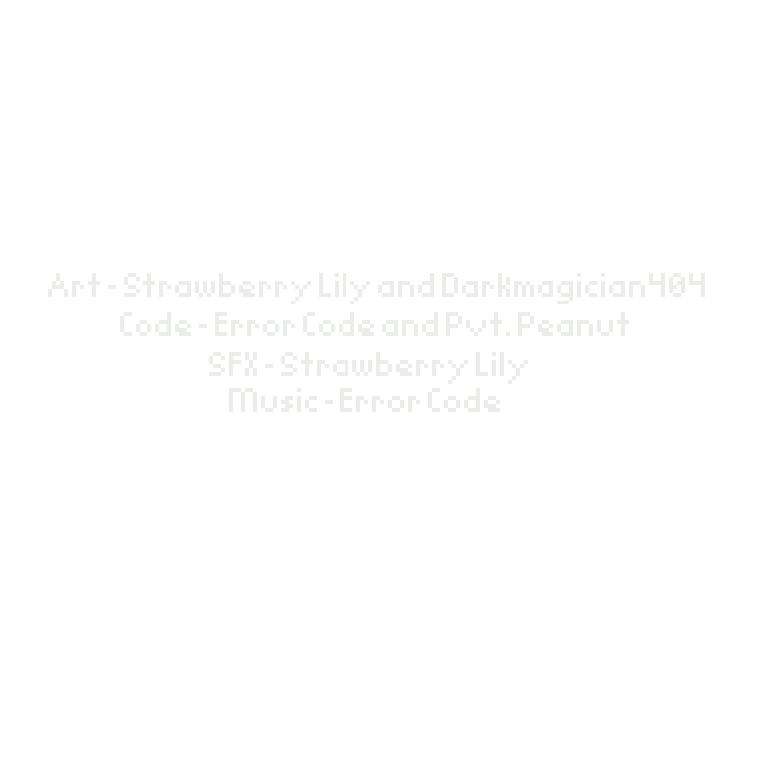 Art - Strawberry Lily and Darkmagician404
Code - Error Code and Pvt. Peanut
SFX - Strawberry Lily
Music - Error Code